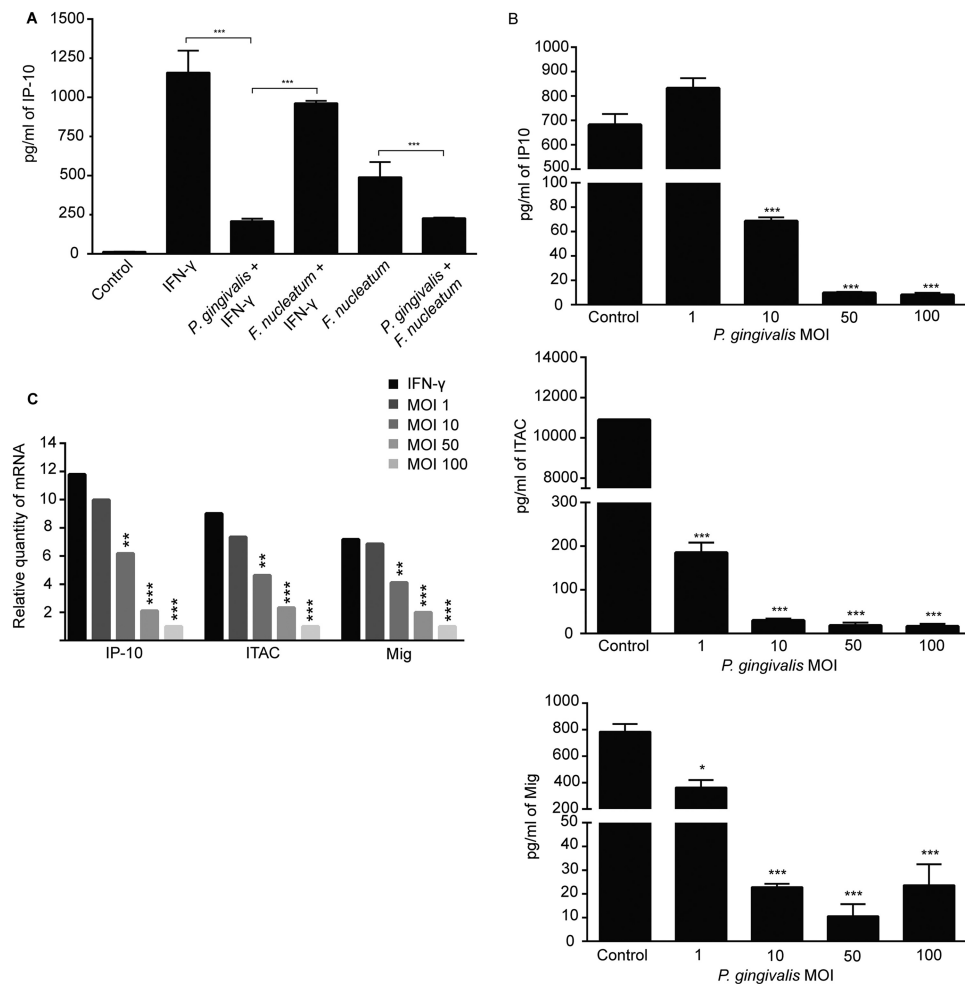 A
pg/ml of IP-10
1500
1250
1000
750
500
250
0
***
***
***
Control
IFN-γ
P. gingivalis +
IFN-γ
F. nucleatum +
IFN-γ
F. nucleatum
P. gingivalis +
F. nucleatum
B
pg/ml of IP10
1000
900
800
700
600
500
100
80
60
40
20
0
***
***
***
Control
1
10
50
100
P. gingivalis MOI
pg/ml of ITAC
14000
12000
10000
8000
300
200
100
0
***
***
***
***
Control
1
10
50
100
P. gingivalis MOI
pg/ml of Mig
1000
800
600
400
200
50
40
30
20
10
0
*
***
***
***
Control
1
10
50
100
P. gingivalis MOI
C
IFN-γ
MOI 1
MOI 10
MOI 50
MOI 100
Relative quantity of mRNA
14
12
10
8
6
4
2
**
***
***
**
***
***
**
***
***
IP-10
ITAC
Mig